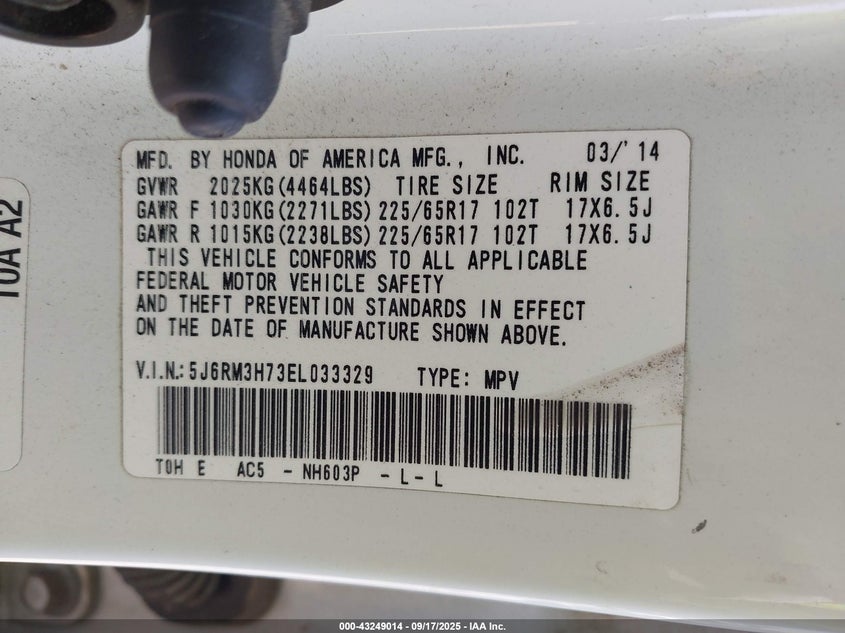 MFD. BY HONDA OF AMERICA MFG., INC. 03/'14
GVWR 2025KG(4464LBS) TIRE SIZE RIM SIZE
GAWR F 1030KG(2271LBS) 225/65R17 102T 17X6.5J
GAWR R 1015KG(2238LBS) 225/65R17 102T 17X6.5J
THIS VEHICLE CONFORMS TO ALL APPLICABLE
FEDERAL MOTOR VEHICLE SAFETY
AND THEFT PREVENTION STANDARDS IN EFFECT
ON THE DATE OF MANUFACTURE SHOWN ABOVE.
V.I.N.:5J6RM3H73EL033329 TYPE: MPV
T0H E AC5 - NH603P - L - L
T0A A2
000-43249014 - 09/17/2025 - IAA Inc.